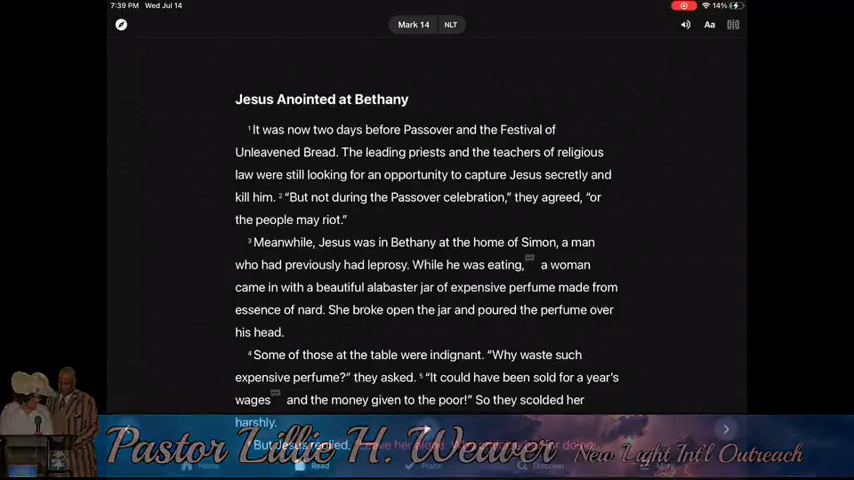 7:39 PM Wed Jul 14
14%
Mark 14 NLT
Aa
Jesus Anointed at Bethany
1 It was now two days before Passover and the Festival of
Unleavened Bread. The leading priests and the teachers of religious
law were still looking for an opportunity to capture Jesus secretly and
kill him. 2 “But not during the Passover celebration,” they agreed, “or
the people may riot.”
3 Meanwhile, Jesus was in Bethany at the home of Simon, a man
who had previously had leprosy. While he was eating, a woman
came in with a beautiful alabaster jar of expensive perfume made from
essence of nard. She broke open the jar and poured the perfume over
his head.
4 Some of those at the table were indignant. “Why waste such
expensive perfume?” they asked. 5 “It could have been sold for a year’s
wages and the money given to the poor!” So they scolded her
harshly.
But Jesus replied, “Leave her alone.
Pastor Lillie H. Weaver New Light Int'l Outreach
Home Read Plans Discover More